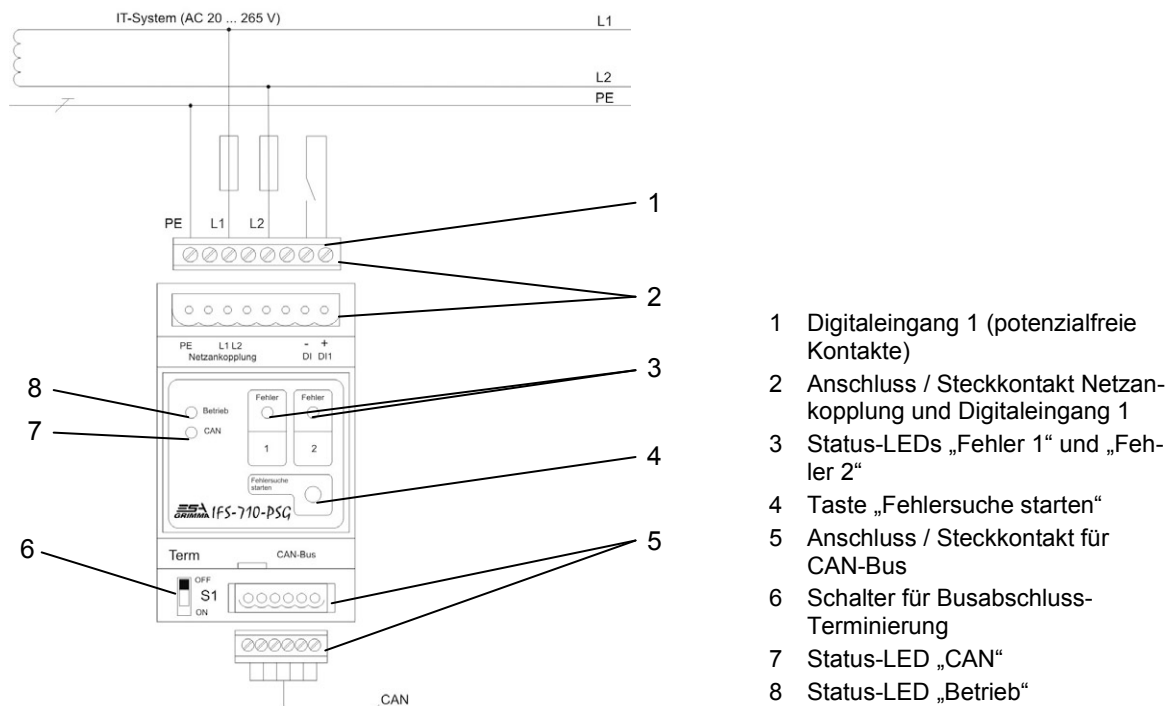 IT-System (AC 20 ... 265 V)
L1
L2
PE
PE L1 L2
1
2
PE L1 L2 - +
Netzankopplung DI DI1
3
8
Betrieb
Fehler Fehler
7
CAN
1 2
4
Fehlersuche
starten
ESA
GRIMMA IFS-710-PSG
5
6
Term CAN-Bus
OFF
S1
ON
CAN
1 Digitaleingang 1 (potenzialfreie
Kontakte)
2 Anschluss / Steckkontakt Netzan-
kopplung und Digitaleingang 1
3 Status-LEDs „Fehler 1“ und „Feh-
ler 2“
4 Taste „Fehlersuche starten“
5 Anschluss / Steckkontakt für
CAN-Bus
6 Schalter für Busabschluss-
Terminierung
7 Status-LED „CAN“
8 Status-LED „Betrieb“